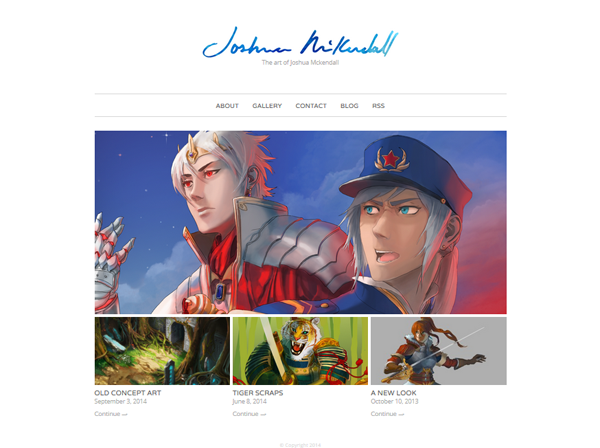 Joshua McKendall
The art of Joshua Mckendall
ABOUT GALLERY CONTACT BLOG RSS
OLD CONCEPT ART
September 3, 2014
Continue →
TIGER SCRAPS
June 8, 2014
Continue →
A NEW LOOK
October 10, 2013
Continue →
© Copyright 2014